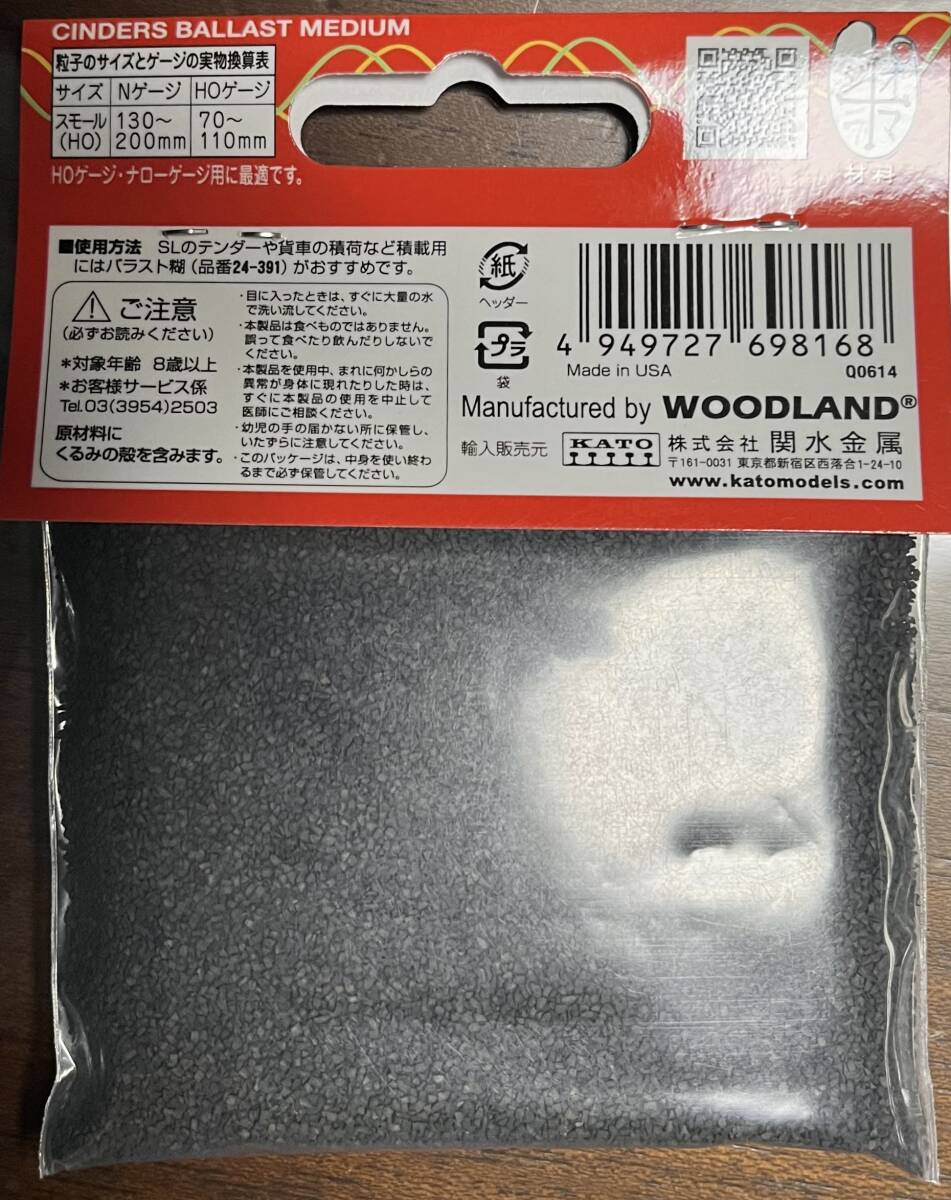 CINDERS BALLAST MEDIUM
粒子のサイズとゲージの実物換算表
サイズ Nゲージ HOゲージ
スモール(HO) 130〜200mm 70〜110mm
HOゲージ・ナローゲージ用に最適です。
材料
■使用方法 SLのテンダーや貨車の積荷など積載用
にはバラスト糊（品番24-391）がおすすめです。
ご注意
(必ずお読みください)
*対象年齢 8歳以上
*お客様サービス係
Tel.03(3954)2503
原材料に
くるみの殻を含みます。
・目に入ったときは、すぐに大量の水
で洗い流してください。
・本製品は食べものではありません。
誤って食べたり飲んだりしないで
ください。
・本製品を使用中、まれに何かしらの
異常が身体に現れたりした時は、
すぐに本製品の使用を中止して
医師にご相談ください。
・幼児の手の届かない所に保管し、
いたずらに注意してください。
・このパッケージは、中身を使い終わ
るまで必ず保管してください。
紙
ヘッダー
プラ
袋
4 949727 698168
Made in USA
Q0614
Manufactured by WOODLAND®
輸入販売元 KATO 株式会社 関水金属
〒161-0031 東京都新宿区西落合1-24-10
www.katomodels.com